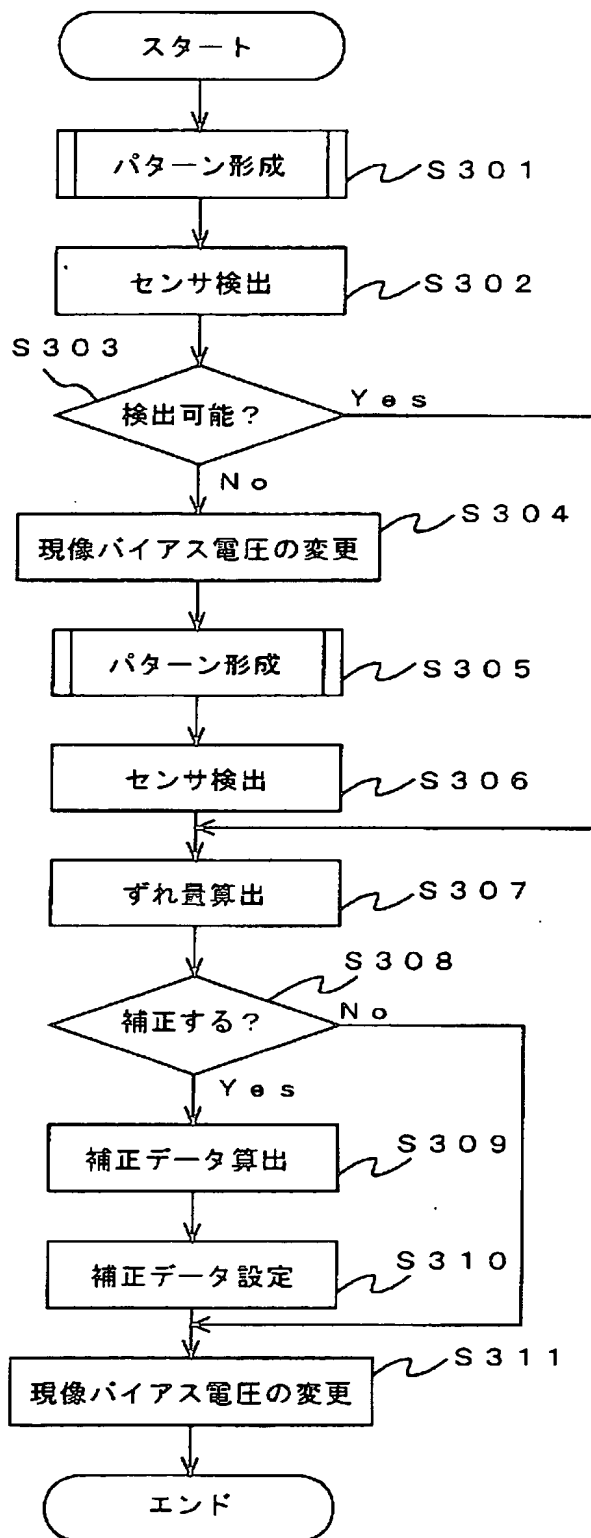 スタート
パターン形成
S301
センサ検出
S302
S303
検出可能?
Yes
No
S304
現像バイアス電圧の変更
パターン形成
S305
センサ検出
S306
ずれ量算出
S307
S308
補正する?
No
Yes
補正データ算出
S309
補正データ設定
S310
現像バイアス電圧の変更
S311
エンド